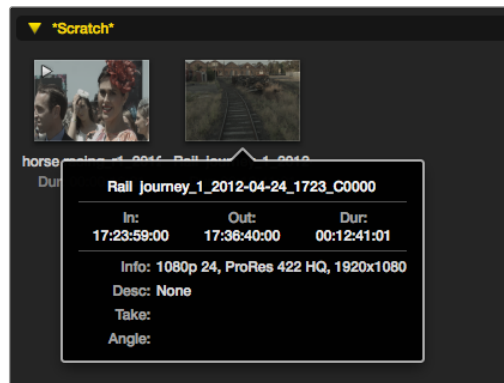 *Scratch*
Rail journey_1_2012-04-24_1723_C0000
In: Out: Dur:
17:23:59:00 17:36:40:00 00:12:41:01
Info: 1080p 24, ProRes 422 HQ, 1920x1080
Desc: None
Take:
Angle: